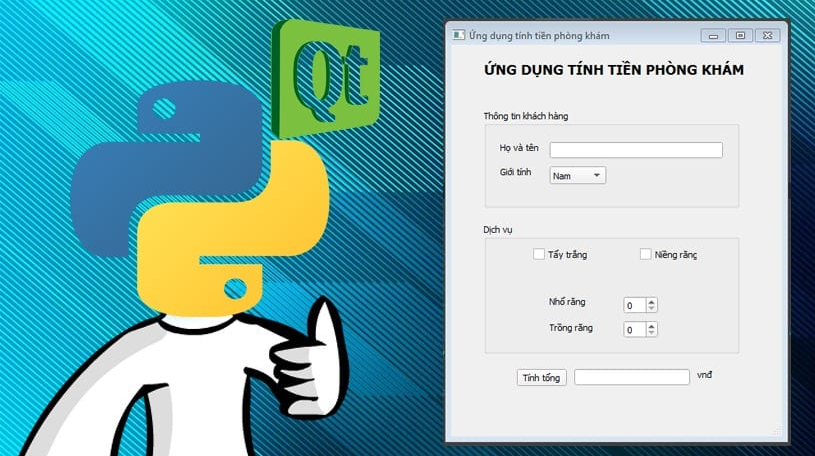 Qt
Ứng dụng tính tiền phòng khám
ỨNG DỤNG TÍNH TIỀN PHÒNG KHÁM
Thông tin khách hàng
Họ và tên
Giới tính
Nam
Dịch vụ
Tẩy trắng
Niềng răng
Nhổ răng
0
Trồng răng
0
Tính tổng
vnđ